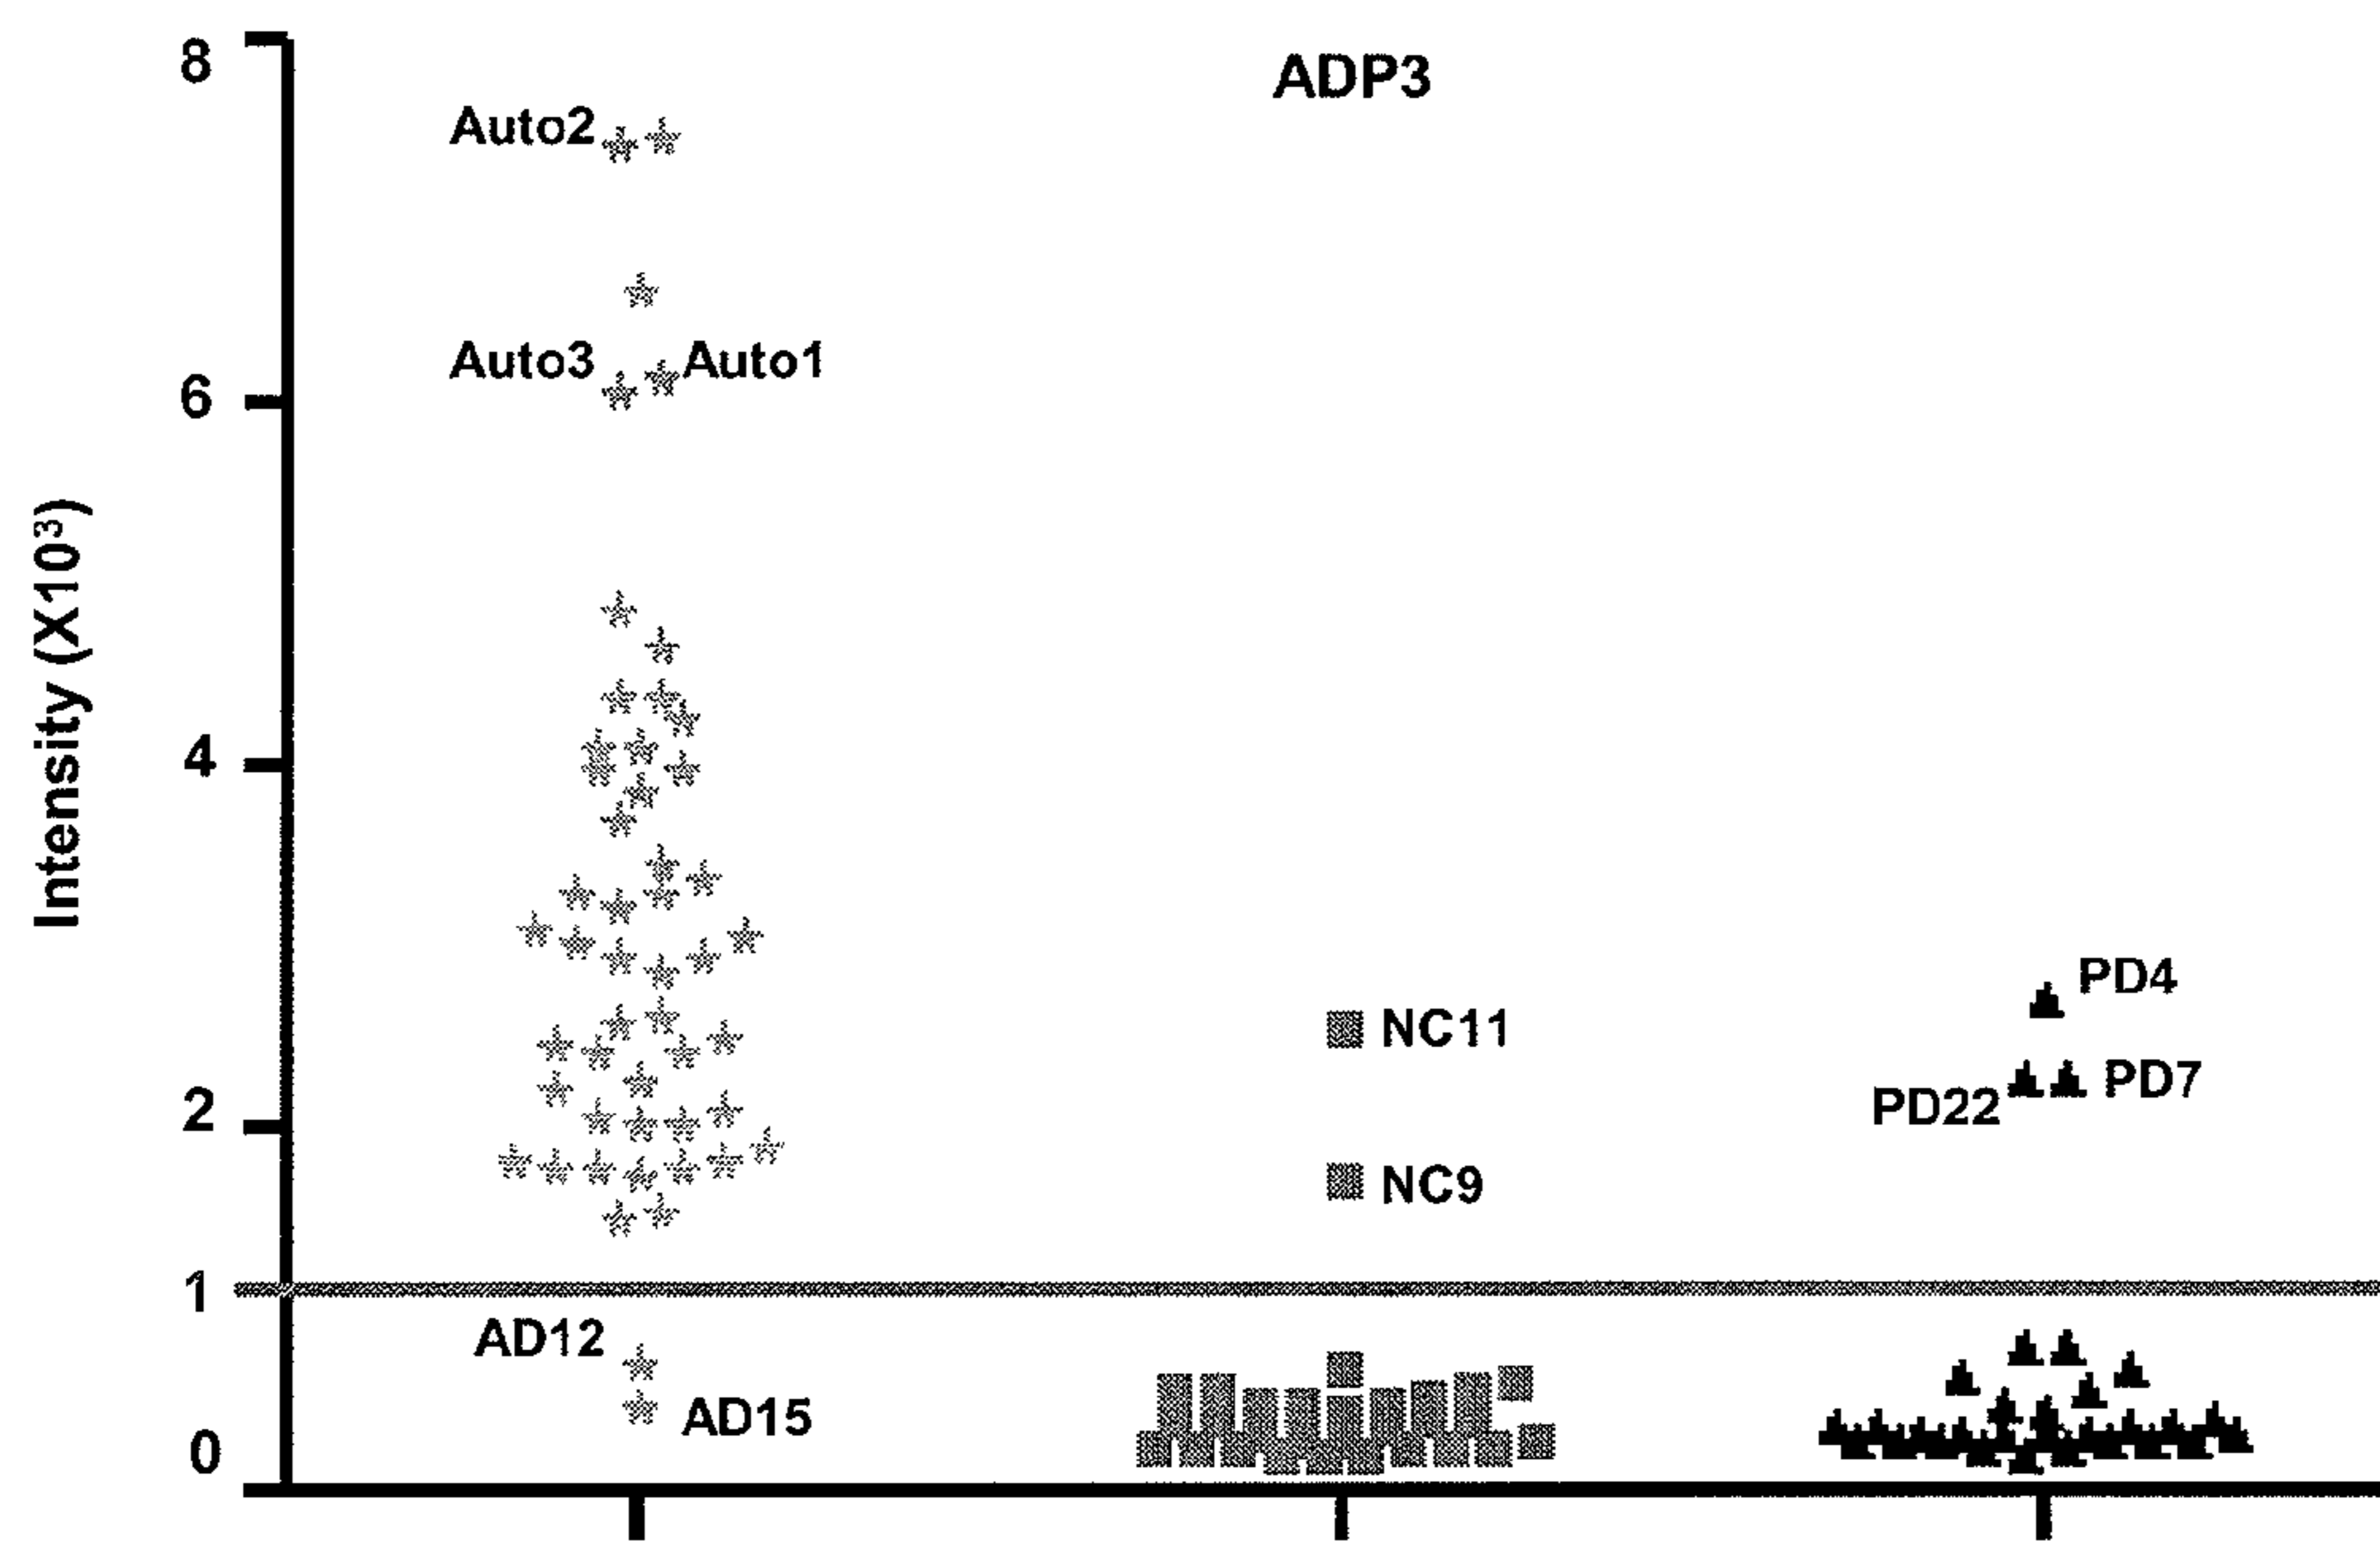 ADP3
8
6
4
2
1
0
Intensity (X10³)
Auto2
Auto3
Auto1
PD4
NC11
PD7
PD22
NC9
AD12
AD15